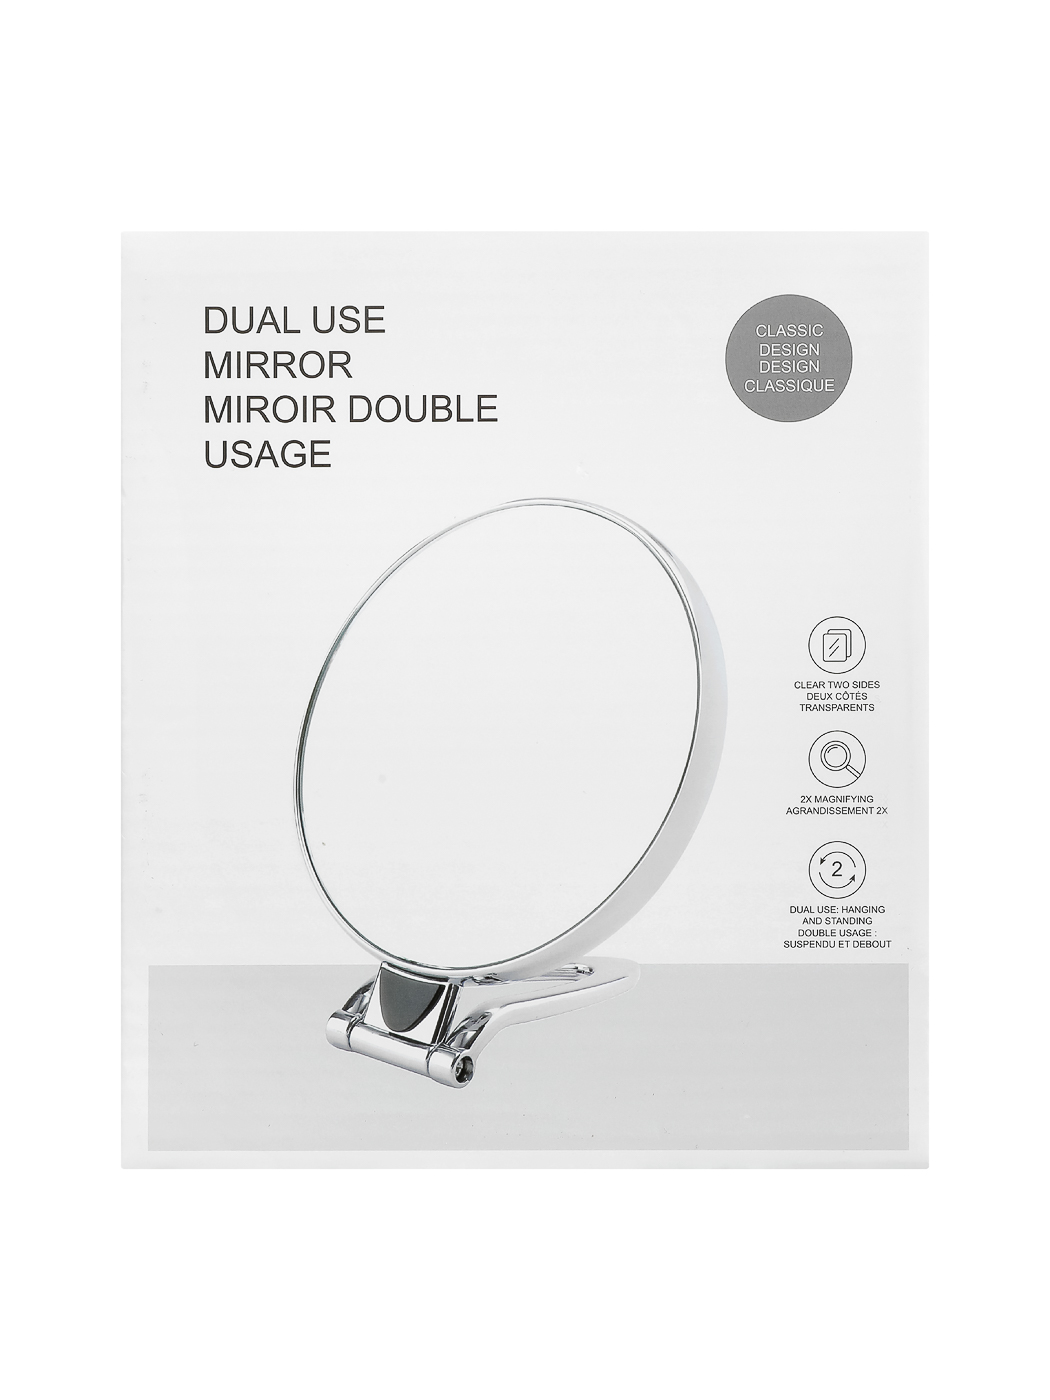 DUAL USE
MIRROR
MIROIR DOUBLE
USAGE
CLASSIC
DESIGN
DESIGN
CLASSIQUE
CLEAR TWO SIDES
DEUX CÔTÉS
TRANSPARENTS
2X MAGNIFYING
AGRANDISSEMENT 2X
2
DUAL USE: HANGING
AND STANDING
DOUBLE USAGE :
SUSPENDU ET DEBOUT